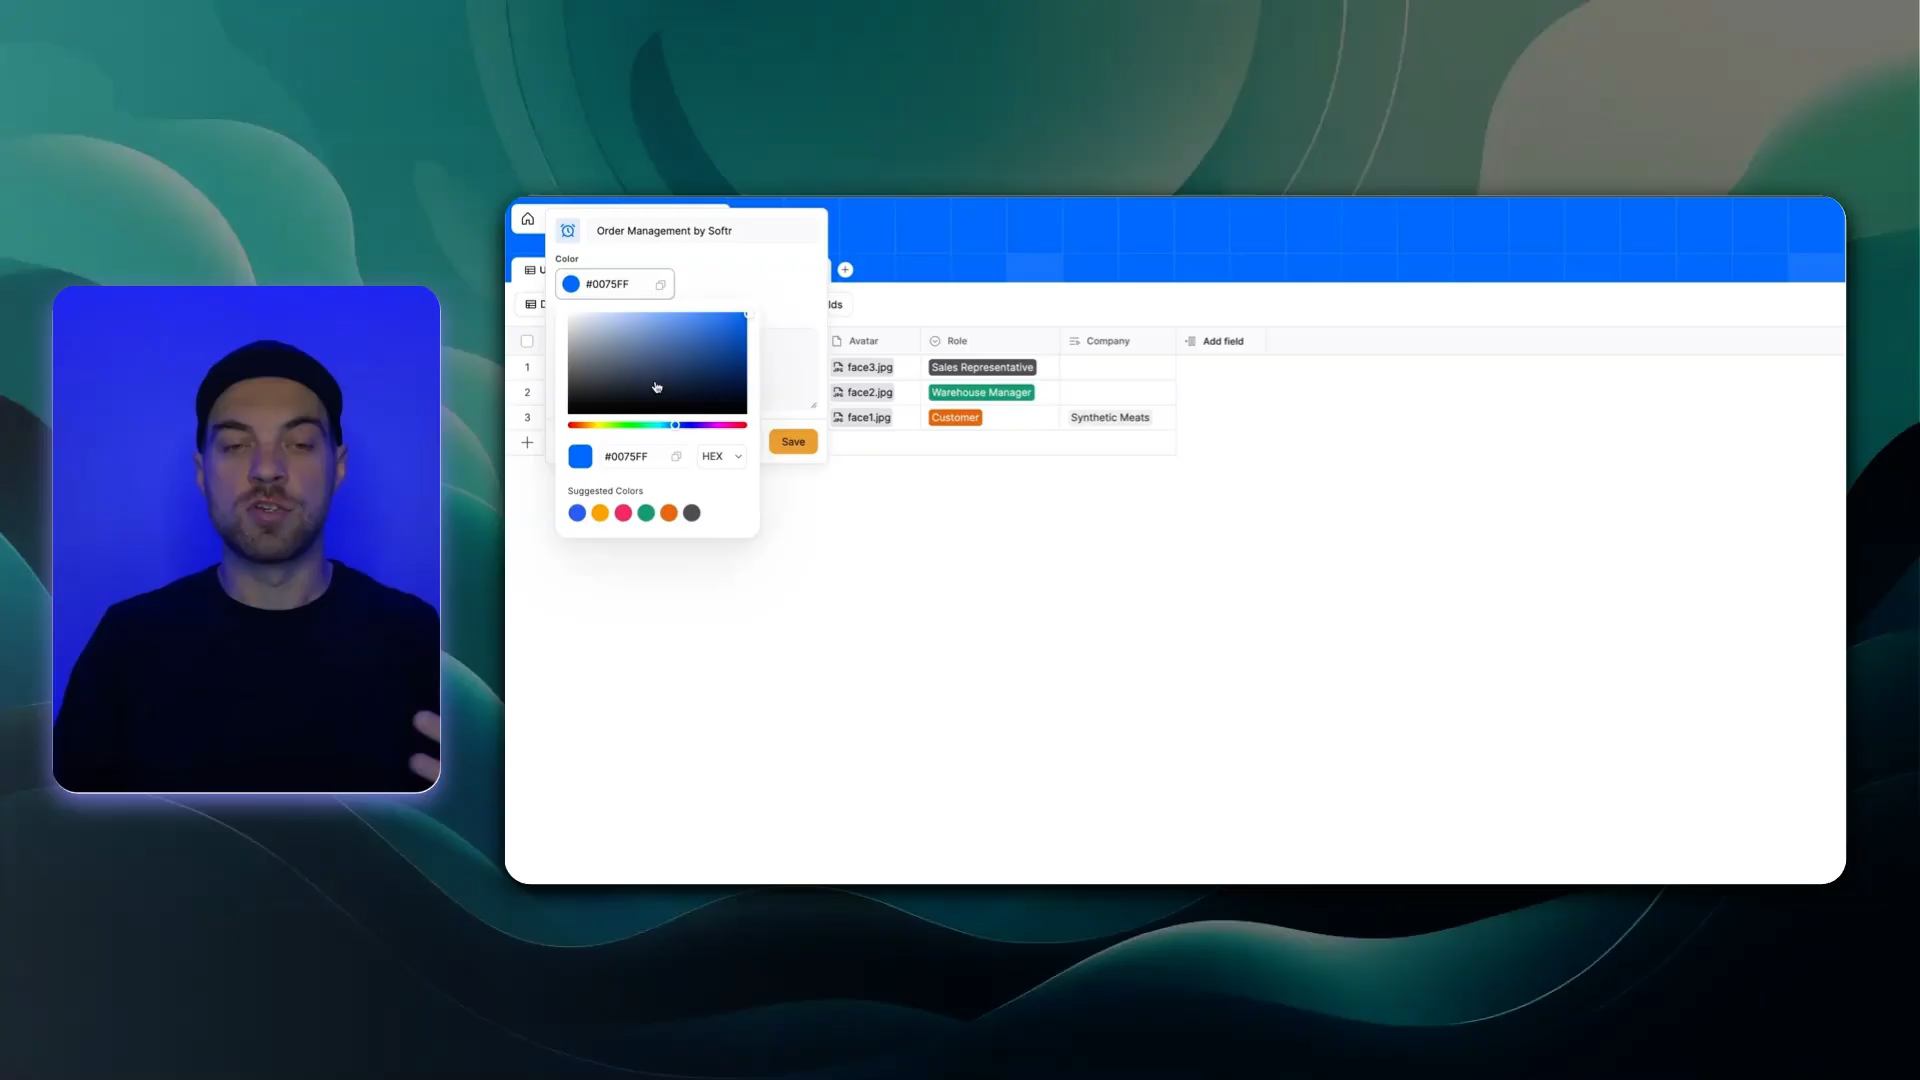 Order Management by Softr
Color
U
#0075FF
D
lds
Avatar
Role
Company
Add field
1
face3.jpg
Sales Representative
2
face2.jpg
Warehouse Manager
3
face1.jpg
Customer
Synthetic Meats
Save
#0075FF
HEX
Suggested Colors